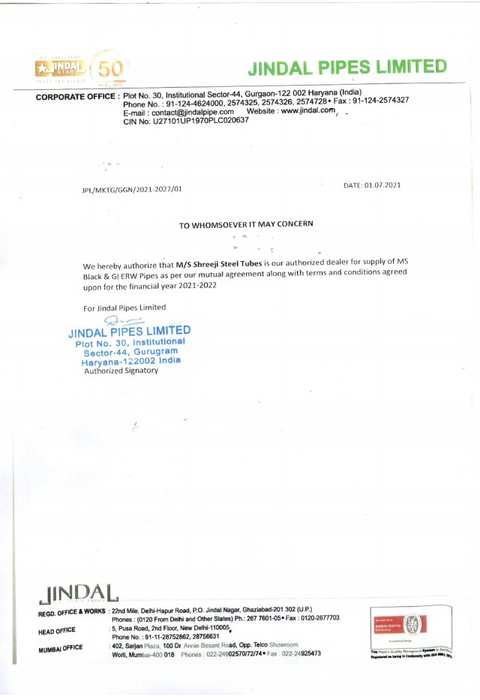 JINDAL
50
JINDAL PIPES LIMITED
CORPORATE OFFICE : Plot No. 30, Institutional Sector-44, Gurgaon-122 002 Haryana (India)
Phone No. : 91-124-4624000, 2574325, 2574326, 2574728 • Fax : 91-124-2574327
E-mail : contact@jindalpipe.com Website : www.jindal.com
CIN No: U27101UP1970PLC020637
JPL/MKTG/GGN/2021-2022/01
DATE: 01.07.2021
TO WHOMSOEVER IT MAY CONCERN
We hereby authorize that M/S Shreeji Steel Tubes is our authorized dealer for supply of MS
Black & GI ERW Pipes as per our mutual agreement along with terms and conditions agreed
upon for the financial year 2021-2022
For Jindal Pipes Limited
JINDAL PIPES LIMITED
Plot No. 30, Institutional
Sector-44, Gurugram
Haryana-122002 India
Authorized Signatory
JINDAL
REGD. OFFICE & WORKS : 22nd Mile, Delhi-Hapur Road, P.O. Jindal Nagar, Ghaziabad-201 302 (U.P.)
Phones : (0120 From Delhi and Other States) Ph.: 267 7601-05 • Fax : 0120-2677703
HEAD OFFICE : 5, Pusa Road, 2nd Floor, New Delhi-110005,
Phone No. : 91-11-28752862, 28756631
MUMBAI OFFICE : 402, Sarjan Plaza, 100 Dr. Annie Besant Road, Opp. Telco Showroom
Worli, Mumbai-400 018 Phones : 022-24902570/72/74 • Fax : 022-24925473